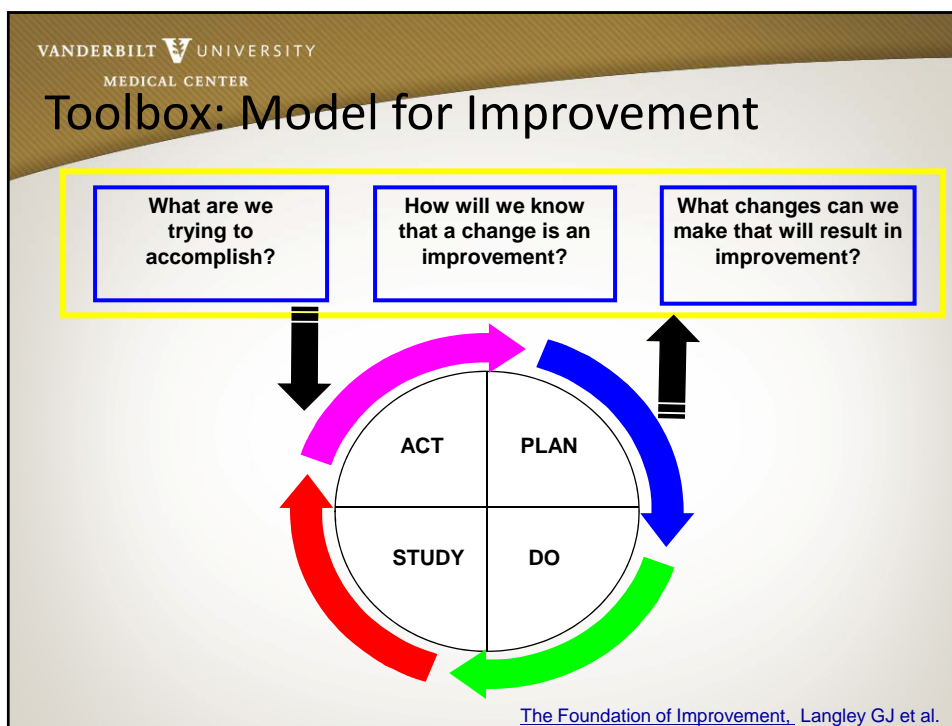 VANDERBILT UNIVERSITY
MEDICAL CENTER
Toolbox: Model for Improvement
What are we
trying to
accomplish?
How will we know
that a change is an
improvement?
What changes can we
make that will result in
improvement?
ACT
PLAN
STUDY
DO
The Foundation of Improvement, Langley GJ et al.